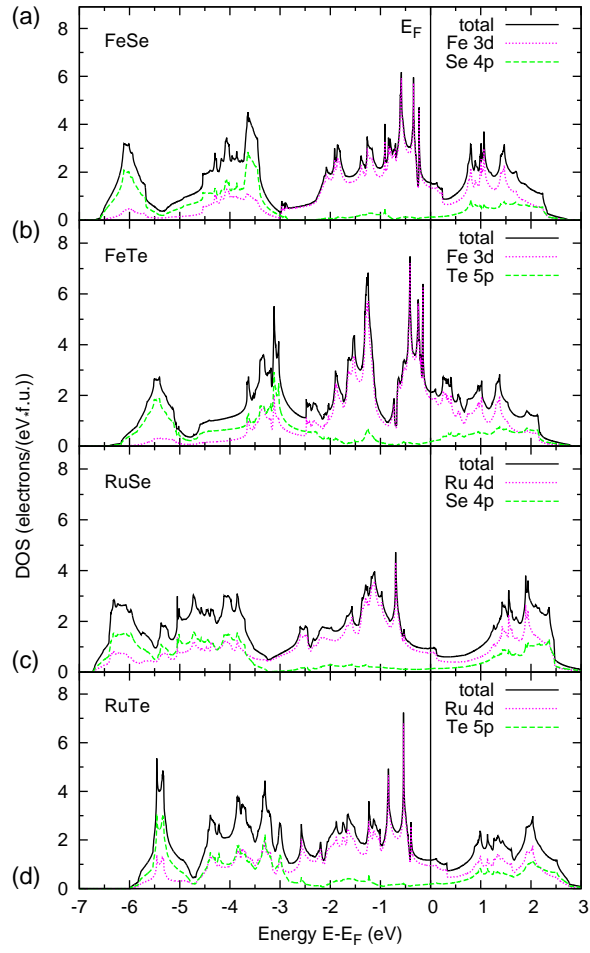 (a)
FeSe
E_F
total
Fe 3d
Se 4p
8
6
4
2
0
(b)
FeTe
total
Fe 3d
Te 5p
8
6
4
2
0
DOS (electrons/(eV·f.u.))
RuSe
total
Ru 4d
Se 4p
8
6
4
2
0
(c)
RuTe
total
Ru 4d
Te 5p
8
6
4
2
0
(d)
-7 -6 -5 -4 -3 -2 -1 0 1 2 3
Energy E-E_F (eV)